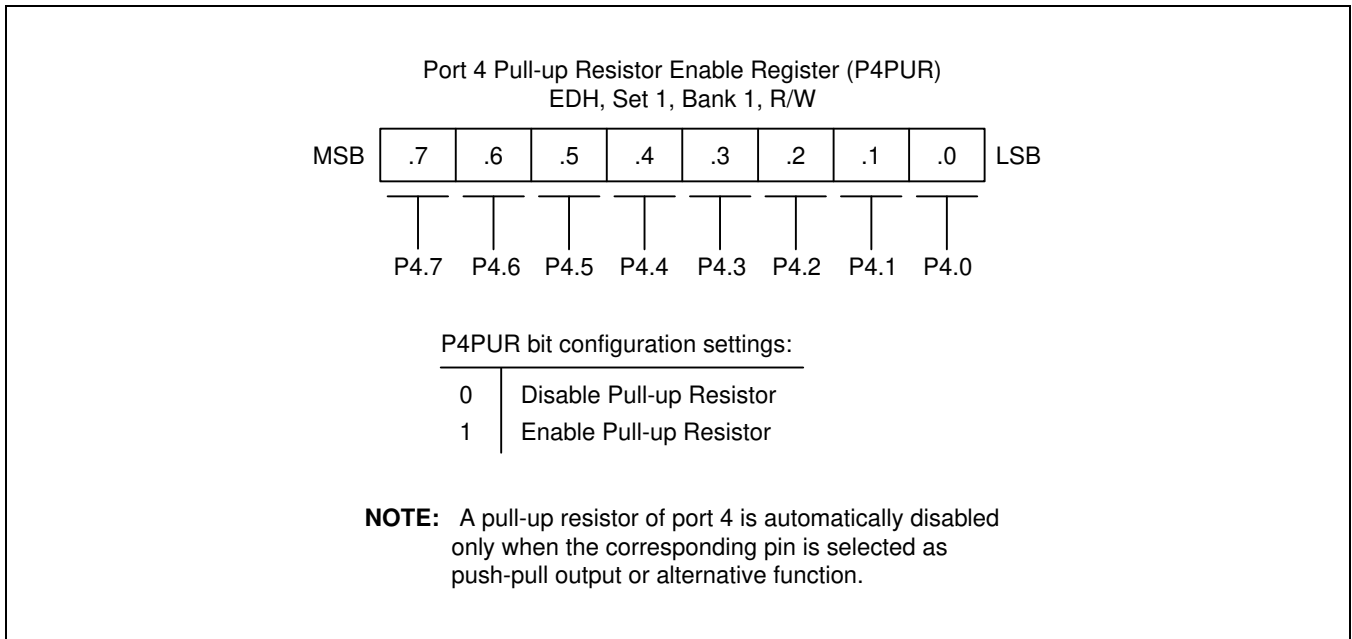 Port 4 Pull-up Resistor Enable Register (P4PUR)
EDH, Set 1, Bank 1, R/W
MSB .7 .6 .5 .4 .3 .2 .1 .0 LSB
P4.7 P4.6 P4.5 P4.4 P4.3 P4.2 P4.1 P4.0
P4PUR bit configuration settings:
0 Disable Pull-up Resistor
1 Enable Pull-up Resistor
NOTE: A pull-up resistor of port 4 is automatically disabled
only when the corresponding pin is selected as
push-pull output or alternative function.